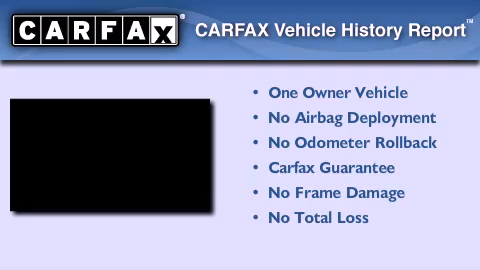 CARFAX® CARFAX Vehicle History Report™
• One Owner Vehicle
• No Airbag Deployment
• No Odometer Rollback
• Carfax Guarantee
• No Frame Damage
• No Total Loss